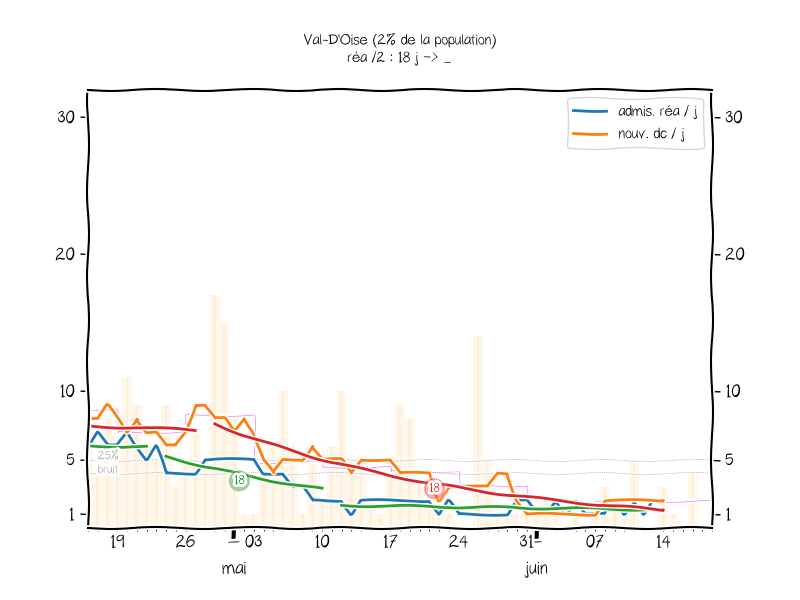 Val-D'Oise (2% de la population)
réa /2 : 18 j -> _
admis. réa / j
nouv. dc / j
30
30
20
20
10
10
5
5
1
1
25%
bruit
18
18
19 26 03 10 17 24 31 07 14
mai juin